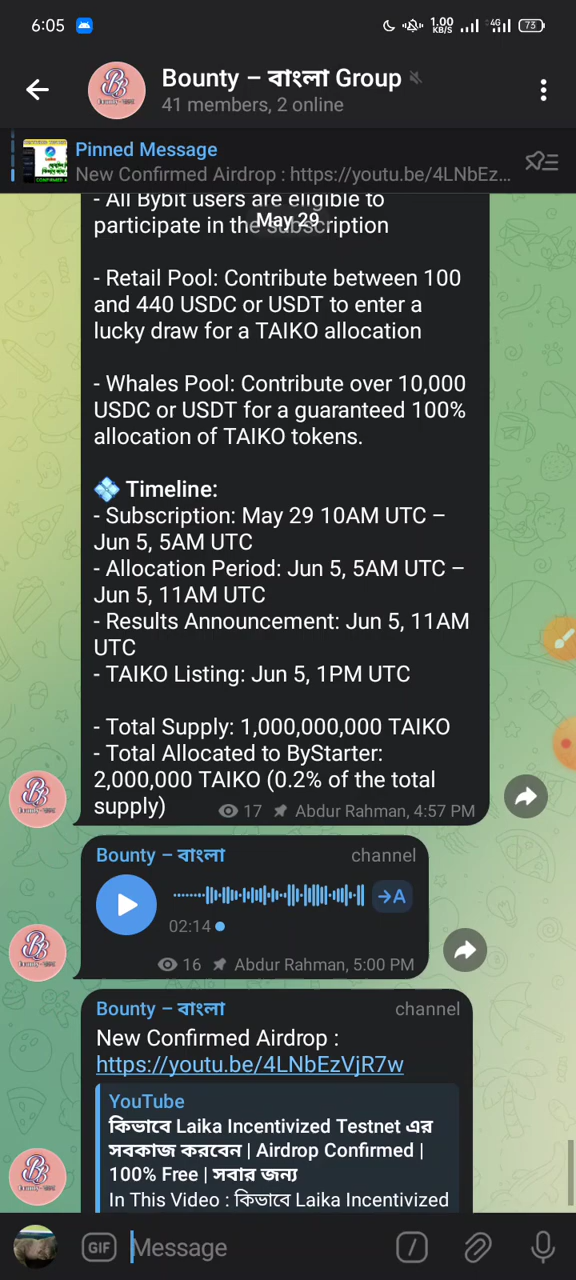 6:05
1.00 KB/S
4G
73
Bounty – বাংলা Group
41 members, 2 online
Pinned Message
New Confirmed Airdrop : https://youtu.be/4LNbEz...
- All Bybit users are eligible to
May 29
participate in the subscription
- Retail Pool: Contribute between 100
and 440 USDC or USDT to enter a
lucky draw for a TAIKO allocation
- Whales Pool: Contribute over 10,000
USDC or USDT for a guaranteed 100%
allocation of TAIKO tokens.
Timeline:
- Subscription: May 29 10AM UTC –
Jun 5, 5AM UTC
- Allocation Period: Jun 5, 5AM UTC –
Jun 5, 11AM UTC
- Results Announcement: Jun 5, 11AM
UTC
- TAIKO Listing: Jun 5, 1PM UTC
- Total Supply: 1,000,000,000 TAIKO
- Total Allocated to ByStarter:
2,000,000 TAIKO (0.2% of the total
supply)
17 Abdur Rahman, 4:57 PM
Bounty – বাংলা channel
→A
02:14
16 Abdur Rahman, 5:00 PM
Bounty – বাংলা channel
New Confirmed Airdrop :
https://youtu.be/4LNbEzVjR7w
YouTube
কিভাবে Laika Incentivized Testnet এর
সবকাজ করবেন | Airdrop Confirmed |
100% Free | সবার জন্য
In This Video : কিভাবে Laika Incentivized
GIF
Message